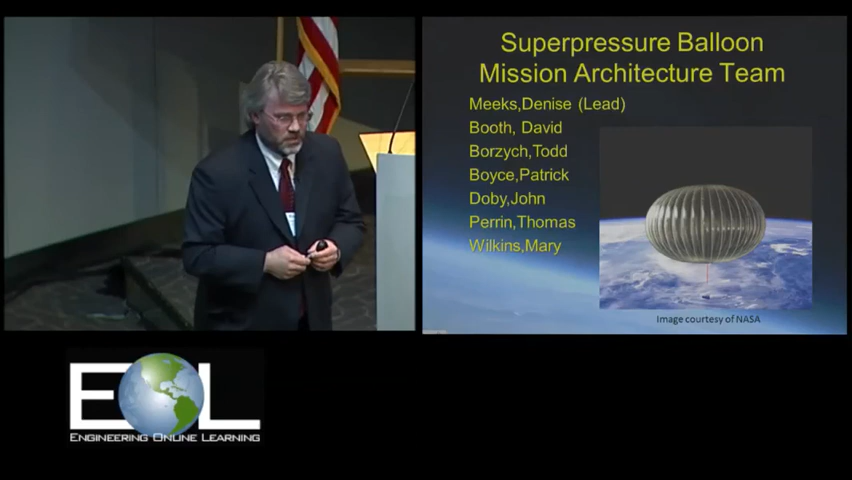 Superpressure Balloon
Mission Architecture Team
Meeks,Denise (Lead)
Booth, David
Borzych,Todd
Boyce,Patrick
Doby,John
Perrin,Thomas
Wilkins,Mary
Image courtesy of NASA
EOL
ENGINEERING ONLINE LEARNING